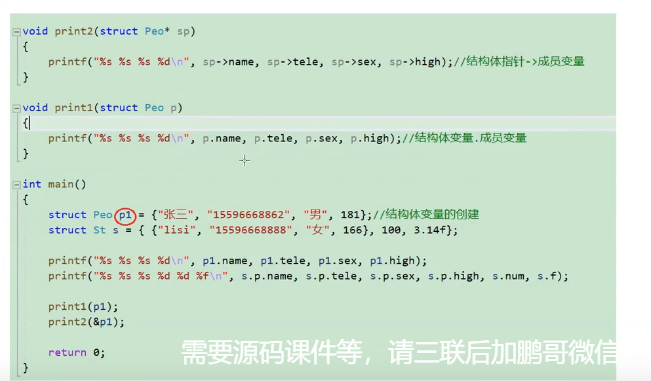 void print2(struct Peo* sp)
{
printf("%s %s %s %d\n", sp->name, sp->tele, sp->sex, sp->high);//结构体指针->成员变量
}
void print1(struct Peo p)
{
printf("%s %s %s %d\n", p.name, p.tele, p.sex, p.high);//结构体变量.成员变量
}
int main()
{
struct Peo p1 = {"张三", "15596668862", "男", 181};//结构体变量的创建
struct St s = { {"lisi", "15596668888", "女", 166}, 100, 3.14f};
printf("%s %s %s %d\n", p1.name, p1.tele, p1.sex, p1.high);
printf("%s %s %s %d %d %f\n", s.p.name, s.p.tele, s.p.sex, s.p.high, s.num, s.f);
print1(p1);
print2(&p1);
return 0;
需要源码课件等，请三联后加鹏哥微信
}